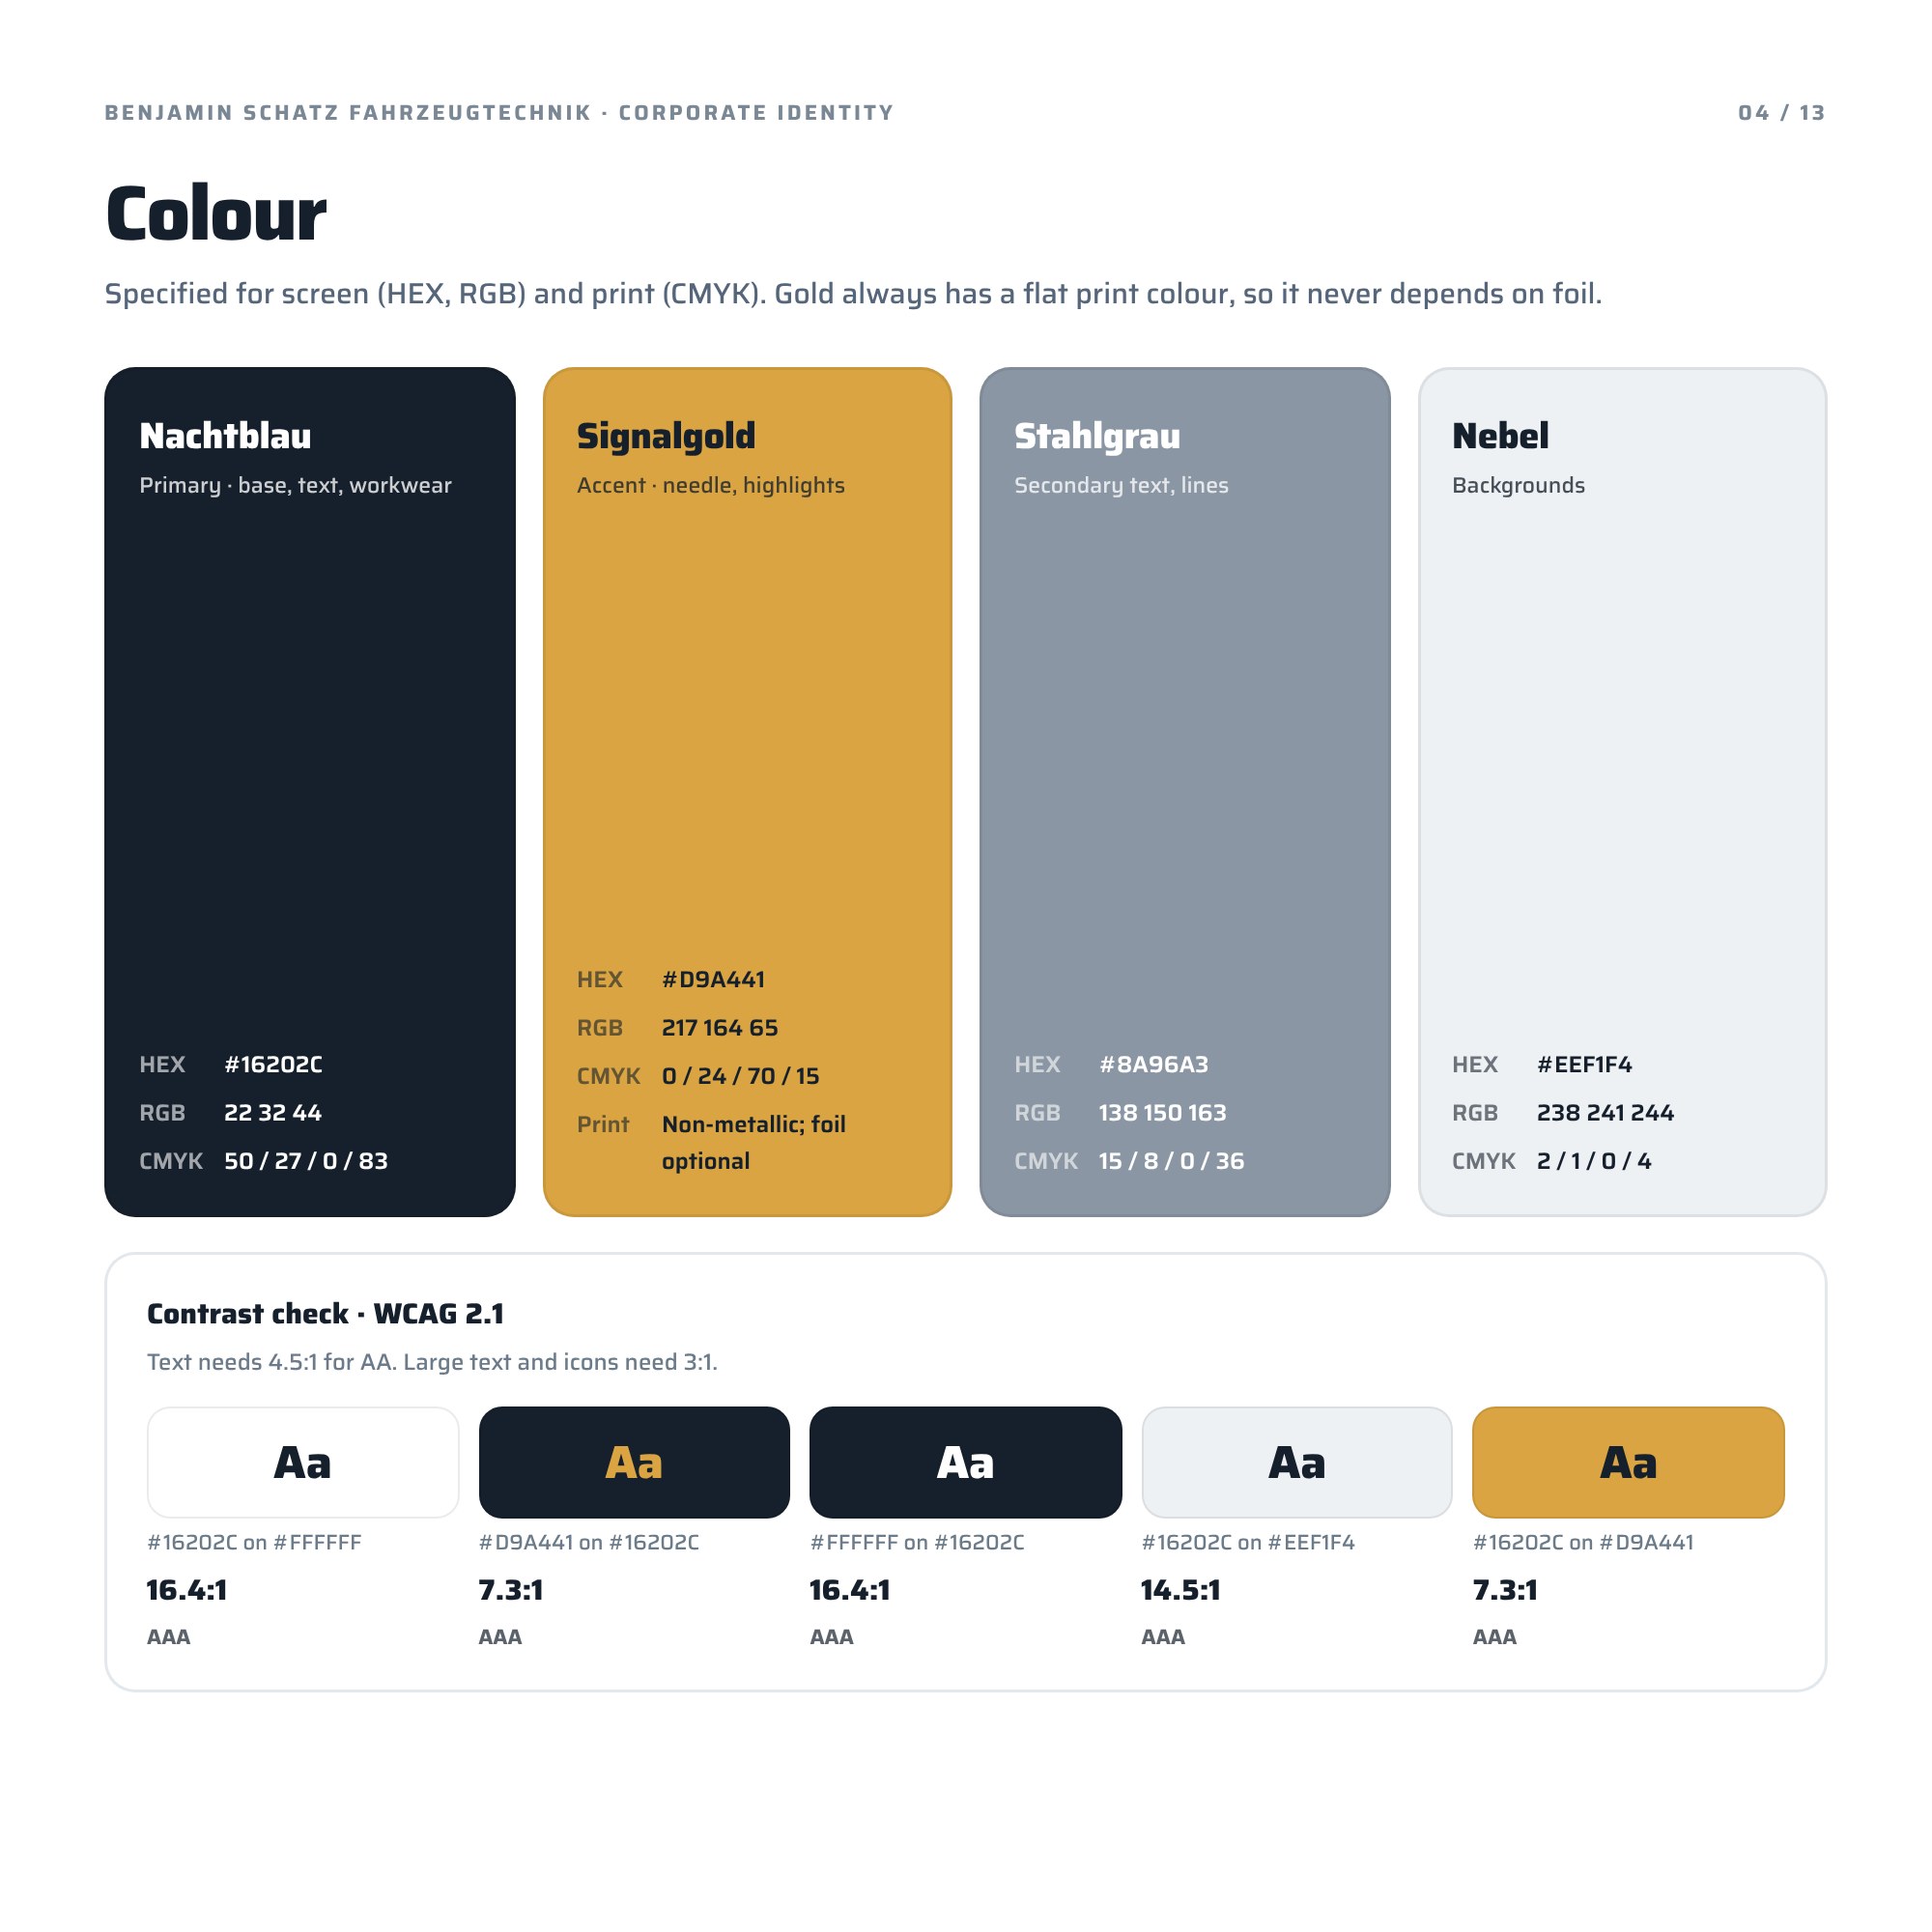 BENJAMIN SCHATZ FAHRZEUGTECHNIK · CORPORATE IDENTITY
04 / 13
Colour
Specified for screen (HEX, RGB) and print (CMYK). Gold always has a flat print colour, so it never depends on foil.
Nachtblau
Primary · base, text, workwear
HEX #16202C
RGB 22 32 44
CMYK 50 / 27 / 0 / 83
Signalgold
Accent · needle, highlights
HEX #D9A441
RGB 217 164 65
CMYK 0 / 24 / 70 / 15
Print Non-metallic; foil
optional
Stahlgrau
Secondary text, lines
HEX #8A96A3
RGB 138 150 163
CMYK 15 / 8 / 0 / 36
Nebel
Backgrounds
HEX #EEF1F4
RGB 238 241 244
CMYK 2 / 1 / 0 / 4
Contrast check · WCAG 2.1
Text needs 4.5:1 for AA. Large text and icons need 3:1.
Aa
#16202C on #FFFFFF
16.4:1
AAA
Aa
#D9A441 on #16202C
7.3:1
AAA
Aa
#FFFFFF on #16202C
16.4:1
AAA
Aa
#16202C on #EEF1F4
14.5:1
AAA
Aa
#16202C on #D9A441
7.3:1
AAA